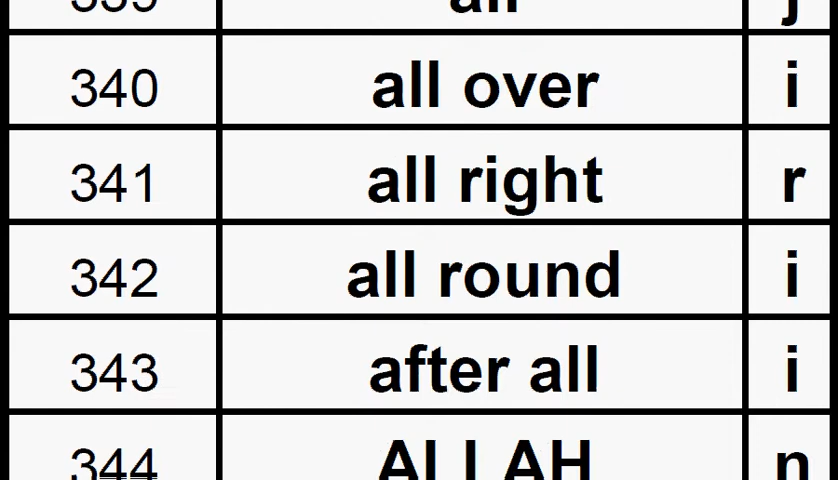 339 all j
340 all over i
341 all right r
342 all round i
343 after all i
344 ALLAH n